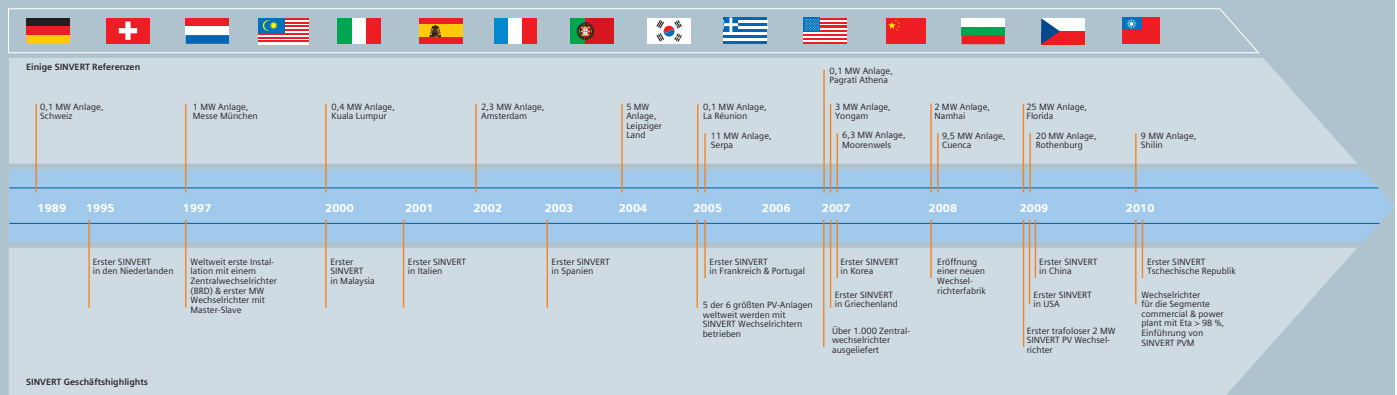 Einige SINVERT Referenzen
0,1 MW Anlage,
Schweiz
1 MW Anlage,
Messe München
0,4 MW Anlage,
Kuala Lumpur
2,3 MW Anlage,
Amsterdam
5 MW
Anlage,
Leipziger
Land
0,1 MW Anlage,
La Réunion
11 MW Anlage,
Serpa
0,1 MW Anlage,
Pagrati Athena
3 MW Anlage,
Yongam
6,3 MW Anlage,
Moorenwels
2 MW Anlage,
Namhai
9,5 MW Anlage,
Cuenca
25 MW Anlage,
Florida
20 MW Anlage,
Rothenburg
9 MW Anlage,
Shilin
1989 1995 1997 2000 2001 2002 2003 2004 2005 2006 2007 2008 2009 2010
Erster SINVERT
in den Niederlanden
Weltweit erste Instal-
lation mit einem
Zentralwechselrichter
(BRD) & erster MW
Wechselrichter mit
Master-Slave
Erster
SINVERT
in Malaysia
Erster SINVERT
in Italien
Erster SINVERT
in Spanien
Erster SINVERT
in Frankreich & Portugal
5 der 6 größten PV-Anlagen
weltweit werden mit
SINVERT Wechselrichtern
betrieben
Erster SINVERT
in Korea
Erster SINVERT
in Griechenland
Über 1.000 Zentral-
wechselrichter
ausgeliefert
Eröffnung
einer neuen
Wechsel-
richterfabrik
Erster SINVERT
in China
Erster SINVERT
in USA
Erster trafoloser 2 MW
SINVERT PV Wechsel-
richter
Erster SINVERT
Tschechische Republik
Wechselrichter
für die Segmente
commercial & power
plant mit Eta > 98 %,
Einführung von
SINVERT PVM
SINVERT Geschäftshighlights